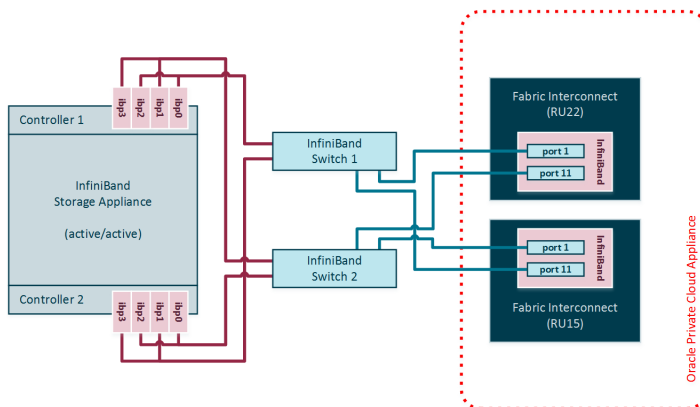 ibp3
ibp2
ibp1
ibp0
Controller 1
InfiniBand
Storage Appliance
(active/active)
Controller 2
ibp3
ibp2
ibp1
ibp0
InfiniBand
Switch 1
InfiniBand
Switch 2
Fabric Interconnect
(RU22)
port 1
port 11
InfiniBand
port 1
port 11
InfiniBand
Fabric Interconnect
(RU15)
Oracle Private Cloud Appliance